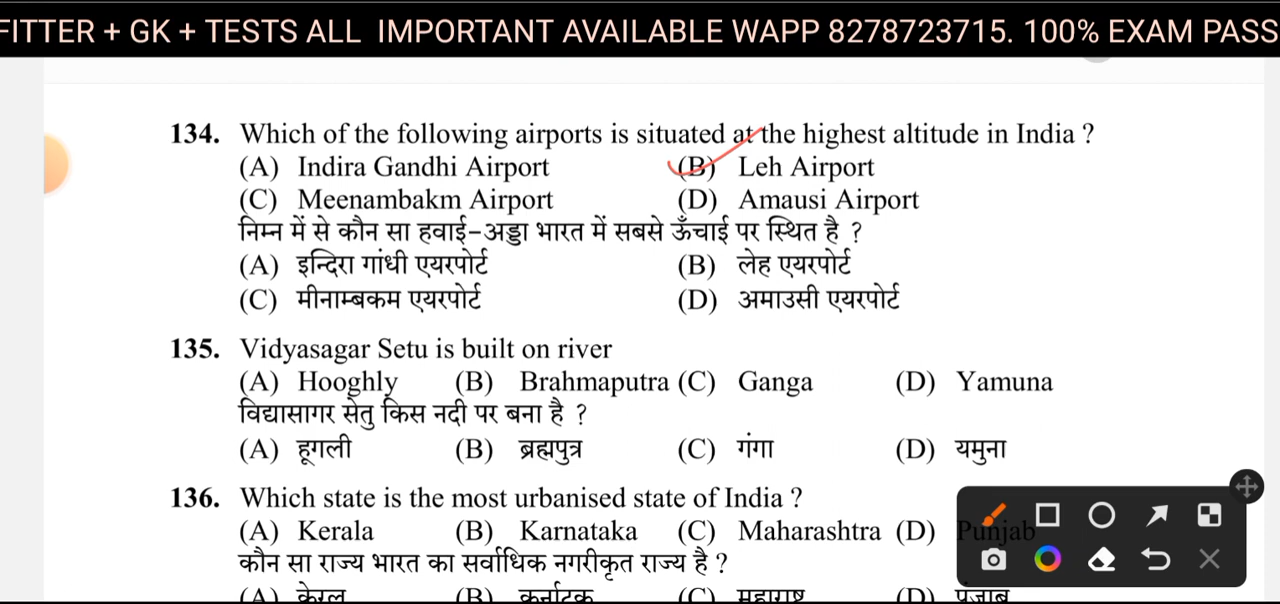 FITTER + GK + TESTS ALL IMPORTANT AVAILABLE WAPP 8278723715. 100% EXAM PASS
134. Which of the following airports is situated at the highest altitude in India ?
(A) Indira Gandhi Airport (B) Leh Airport
(C) Meenambakm Airport (D) Amausi Airport
निम्न में से कौन सा हवाई-अड्डा भारत में सबसे ऊँचाई पर स्थित है ?
(A) इन्दिरा गांधी एयरपोर्ट (B) लेह एयरपोर्ट
(C) मीनाम्बकम एयरपोर्ट (D) अमाउसी एयरपोर्ट
135. Vidyasagar Setu is built on river
(A) Hooghly (B) Brahmaputra (C) Ganga (D) Yamuna
विद्यासागर सेतु किस नदी पर बना है ?
(A) हूगली (B) ब्रह्मपुत्र (C) गंगा (D) यमुना
136. Which state is the most urbanised state of India ?
(A) Kerala (B) Karnataka (C) Maharashtra (D) Punjab
कौन सा राज्य भारत का सर्वाधिक नगरीकृत राज्य है ?
(A) केरल (B) कर्नाटक (C) महाराष्ट्र (D) पंजाब